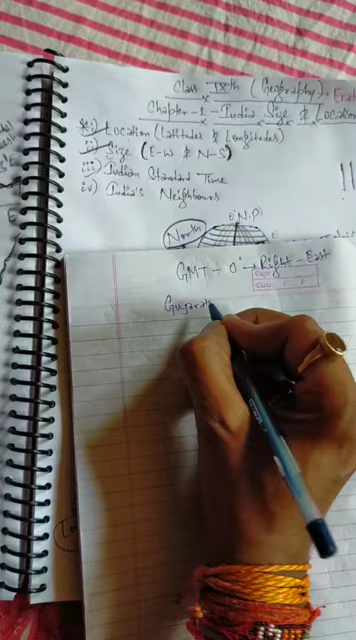 Class IXth (Geography)
Chapter-1-India Size & Location
i) Location (Latitudes & Longitudes)
ii) Size (E-W & N-S)
iii) Indian Standard Time
iv) India's Neighbours
0° N.P)
North
E
GMT - 0° → Right - East
Gujarat